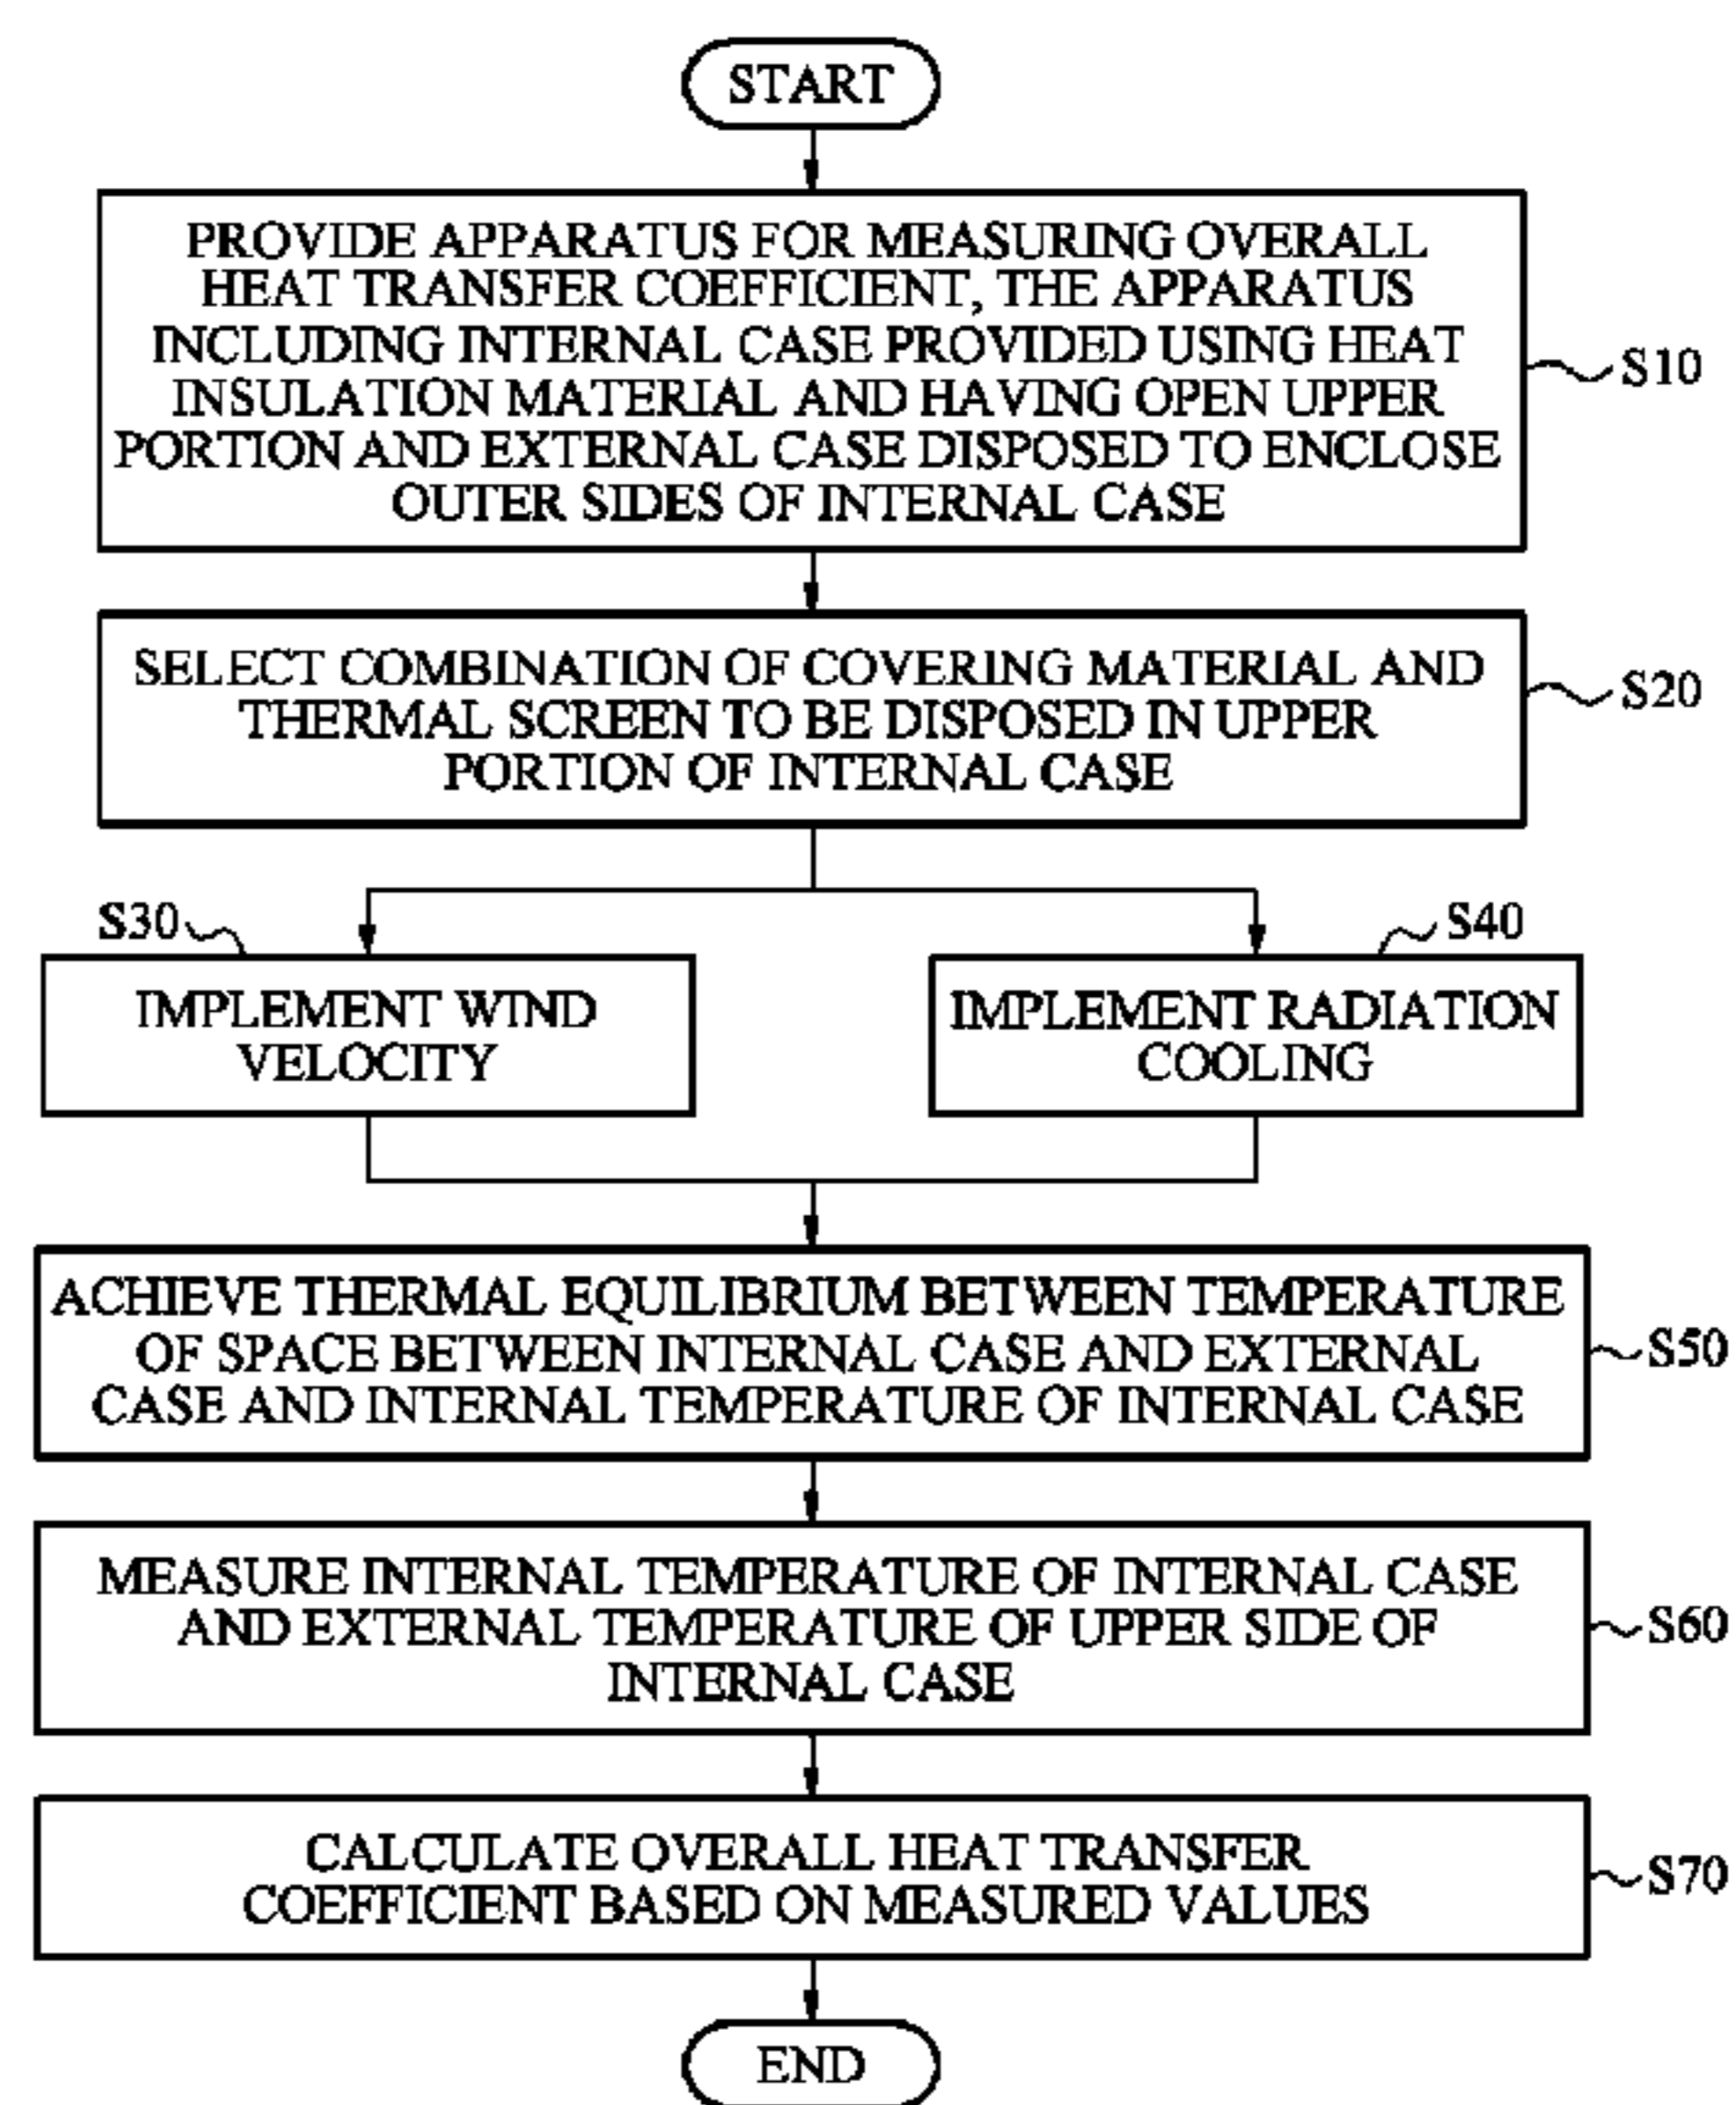 START
PROVIDE APPARATUS FOR MEASURING OVERALL
HEAT TRANSFER COEFFICIENT, THE APPARATUS
INCLUDING INTERNAL CASE PROVIDED USING HEAT
INSULATION MATERIAL AND HAVING OPEN UPPER
PORTION AND EXTERNAL CASE DISPOSED TO ENCLOSE
OUTER SIDES OF INTERNAL CASE
S10
SELECT COMBINATION OF COVERING MATERIAL AND
THERMAL SCREEN TO BE DISPOSED IN UPPER
PORTION OF INTERNAL CASE
S20
S30
IMPLEMENT WIND
VELOCITY
S40
IMPLEMENT RADIATION
COOLING
ACHIEVE THERMAL EQUILIBRIUM BETWEEN TEMPERATURE
OF SPACE BETWEEN INTERNAL CASE AND EXTERNAL
CASE AND INTERNAL TEMPERATURE OF INTERNAL CASE
S50
MEASURE INTERNAL TEMPERATURE OF INTERNAL CASE
AND EXTERNAL TEMPERATURE OF UPPER SIDE OF
INTERNAL CASE
S60
CALCULATE OVERALL HEAT TRANSFER
COEFFICIENT BASED ON MEASURED VALUES
S70
END